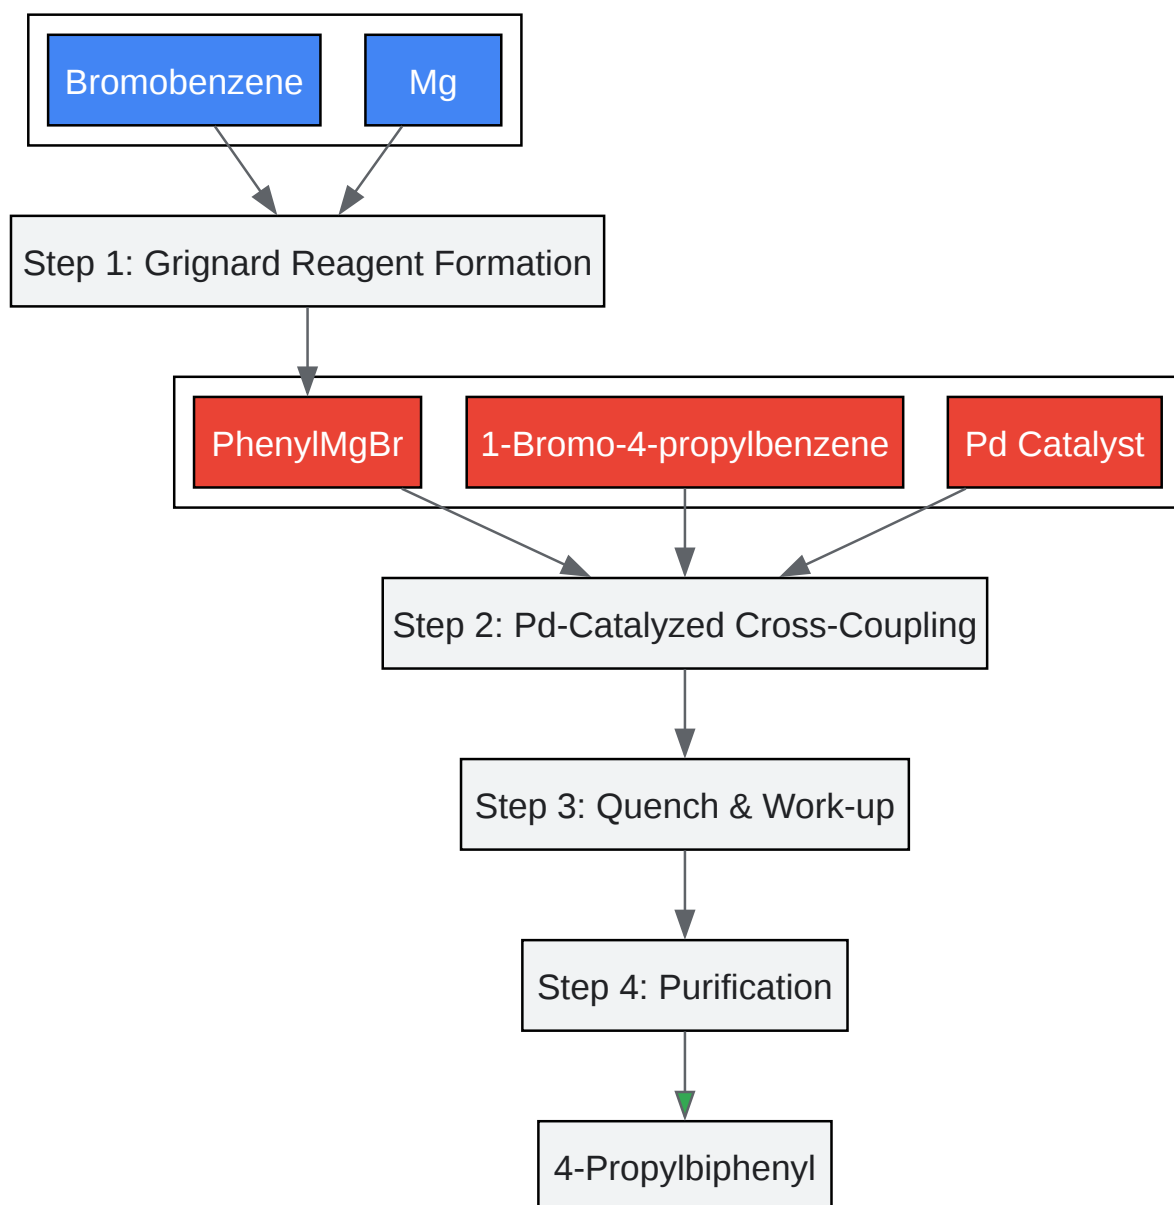 Bromobenzene
Mg
Step 1: Grignard Reagent Formation
PhenylMgBr
1-Bromo-4-propylbenzene
Pd Catalyst
Step 2: Pd-Catalyzed Cross-Coupling
Step 3: Quench & Work-up
Step 4: Purification
4-Propylbiphenyl